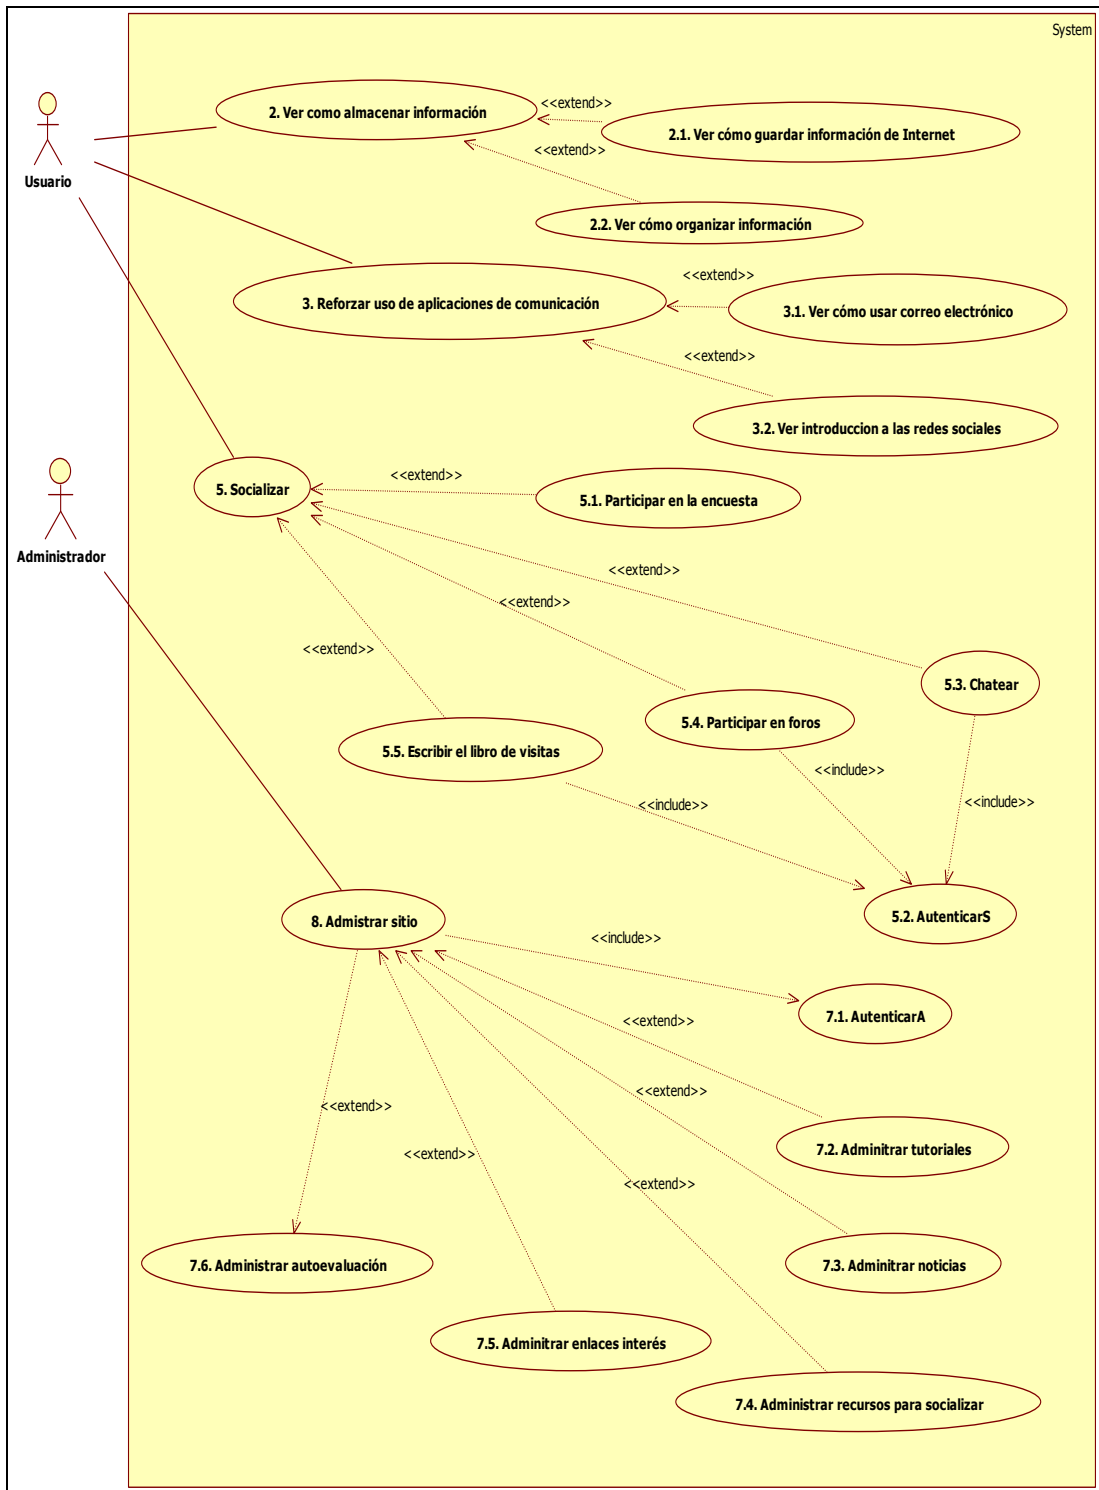 System
2. Ver como almacenar información
<<extend>>
2.1. Ver cómo guardar información de Internet
<<extend>>
Usuario
2.2. Ver cómo organizar información
<<extend>>
3. Reforzar uso de aplicaciones de comunicación
3.1. Ver cómo usar correo electrónico
<<extend>>
3.2. Ver introduccion a las redes sociales
5. Socializar
<<extend>>
5.1. Participar en la encuesta
Administrador
<<extend>>
<<extend>>
<<extend>>
5.3. Chatear
5.4. Participar en foros
5.5. Escribir el libro de visitas
<<include>>
<<include>>
<<include>>
8. Admistrar sitio
5.2. AutenticarS
<<include>>
7.1. AutenticarA
<<extend>>
<<extend>>
<<extend>>
7.2. Adminitrar tutoriales
<<extend>>
<<extend>>
7.6. Administrar autoevaluación
7.3. Adminitrar noticias
7.5. Adminitrar enlaces interés
7.4. Administrar recursos para socializar